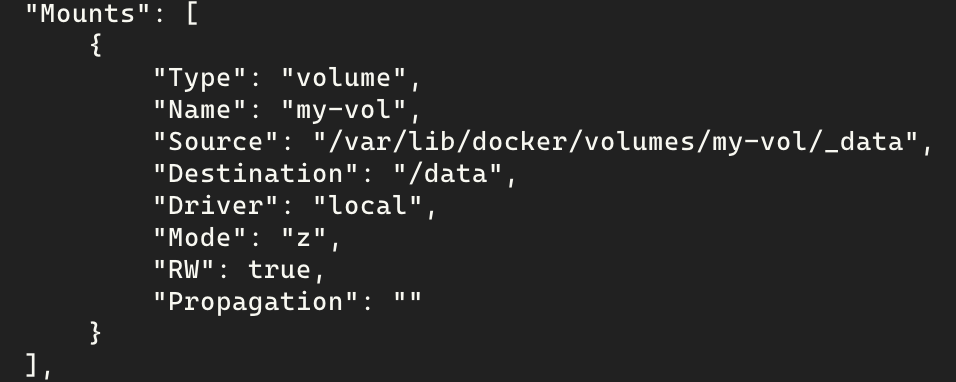 "Mounts": [
    {
        "Type": "volume",
        "Name": "my-vol",
        "Source": "/var/lib/docker/volumes/my-vol/_data",
        "Destination": "/data",
        "Driver": "local",
        "Mode": "z",
        "RW": true,
        "Propagation": ""
    }
],